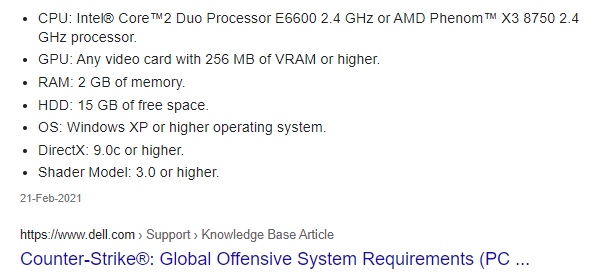 CPU: Intel® Core™2 Duo Processor E6600 2.4 GHz or AMD Phenom™ X3 8750 2.4
GHz processor.
GPU: Any video card with 256 MB of VRAM or higher.
RAM: 2 GB of memory.
HDD: 15 GB of free space.
OS: Windows XP or higher operating system.
DirectX: 9.0c or higher.
Shader Model: 3.0 or higher.
21-Feb-2021
https://www.dell.com › Support › Knowledge Base Article
Counter-Strike®: Global Offensive System Requirements (PC ...